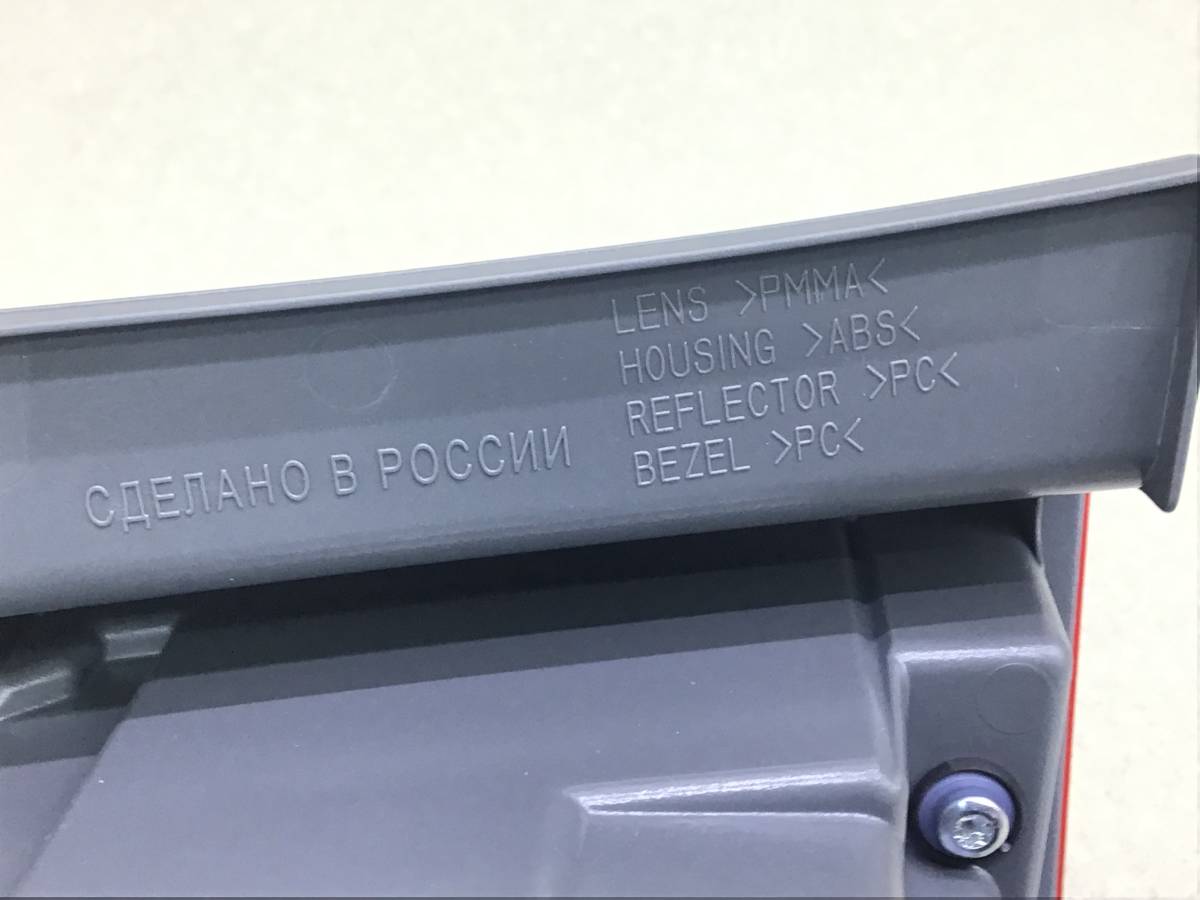 LENS >PMMA<
HOUSING >ABS<
REFLECTOR >PC<
BEZEL >PC<
СДЕЛАНО В РОССИИ